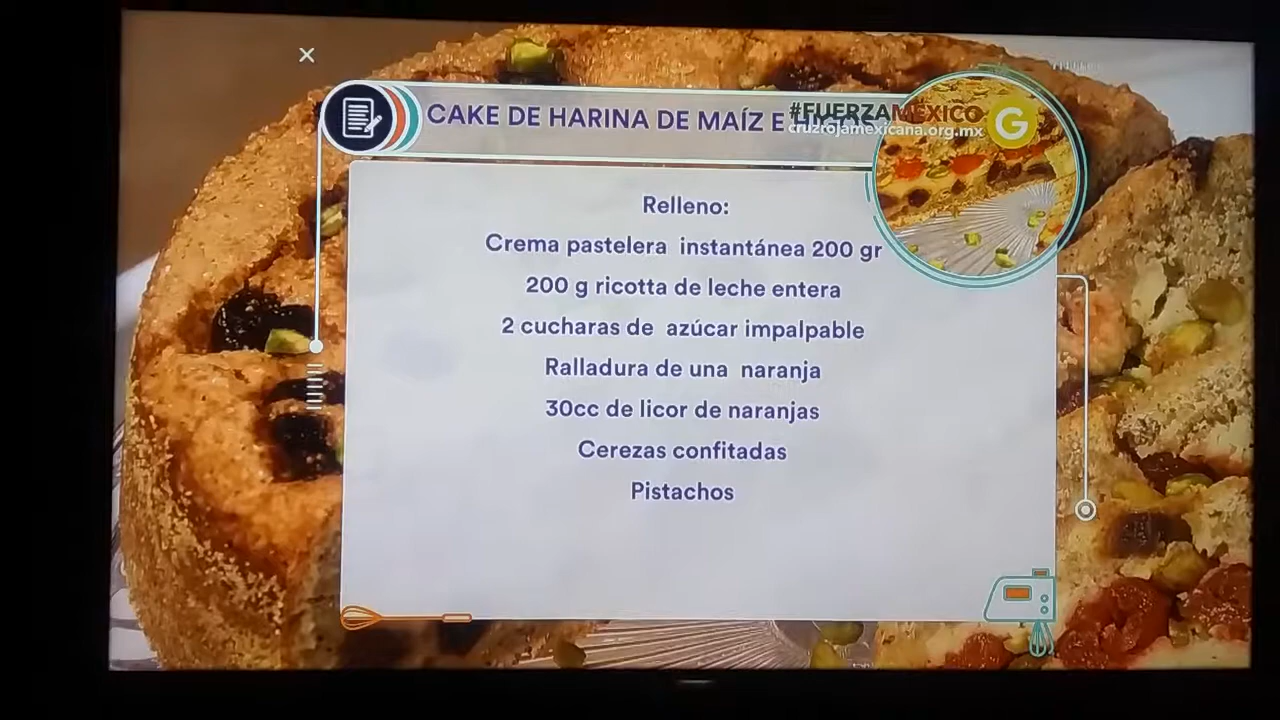 CAKE DE HARINA DE MAÍZ E
#FUERZAMÉXICO
cruzrojamexicana.org.mx
G
Relleno:
Crema pastelera instantánea 200 gr
200 g ricotta de leche entera
2 cucharas de azúcar impalpable
Ralladura de una naranja
30cc de licor de naranjas
Cerezas confitadas
Pistachos